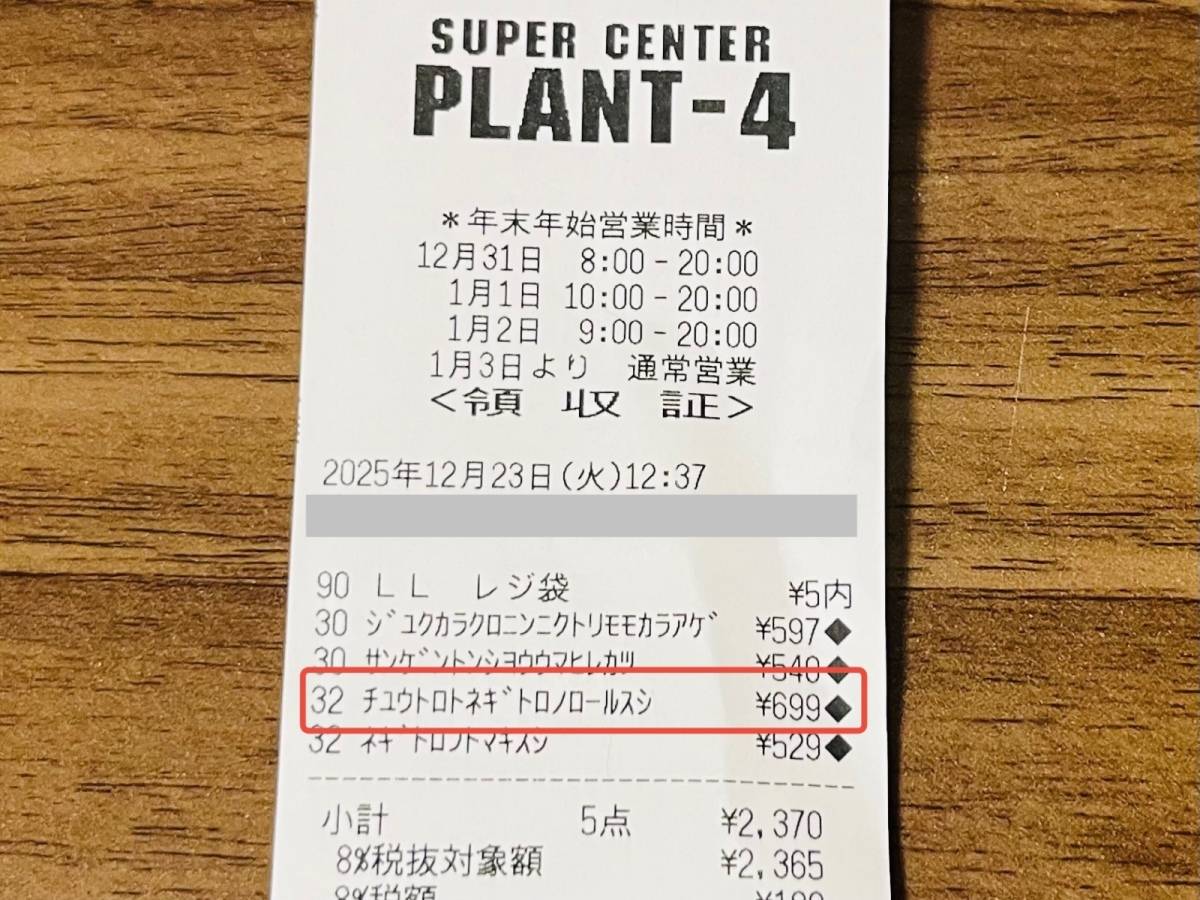 SUPER CENTER
PLANT-4
*年末年始営業時間*
12月31日 8:00-20:00
1月1日 10:00-20:00
1月2日 9:00-20:00
1月3日より 通常営業
<領 収 証>
2025年12月23日(火)12:37
90 LL レジ袋 ¥5内
30 ジユクカラクロニンニクトリモモカラアゲ ¥597◆
30 サンゲントンシヨウウマヒレカツ ¥540◆
32 チユウトロトネギトロノロールスシ ¥699◆
32 ネギトロフトマキスシ ¥529◆
小計 5点 ¥2,370
8%税抜対象額 ¥2,365
8%税額